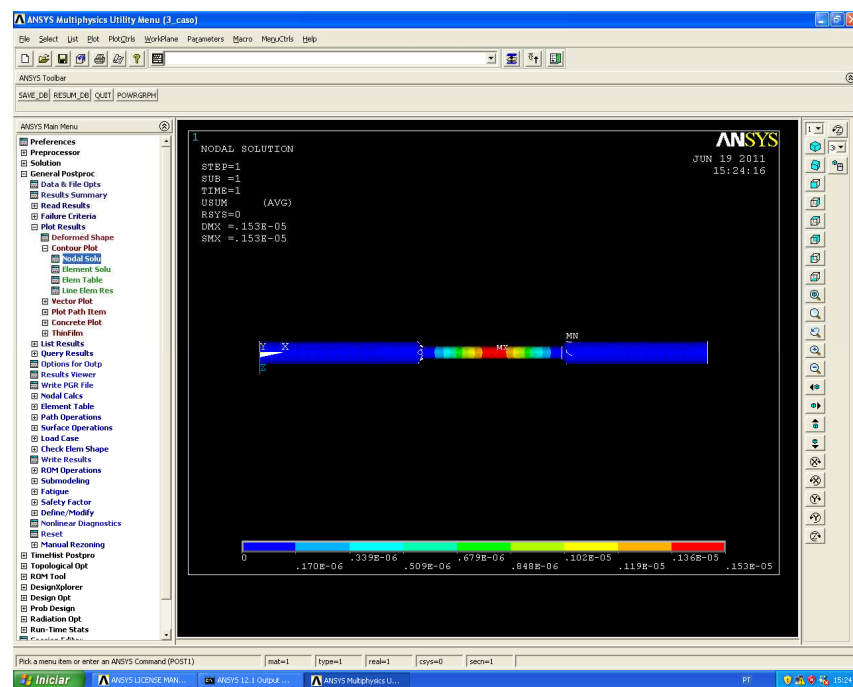 ANSYS Multiphysics Utility Menu (3_caso)
File Select List Plot PlotCtrls WorkPlane Parameters Macro MenuCtrls Help
ANSYS Toolbar
SAVE_DB RESUM_DB QUIT POWRGRPH
ANSYS Main Menu
Preferences
Preprocessor
Solution
General Postproc
Data & File Opts
Results Summary
Read Results
Failure Criteria
Plot Results
Deformed Shape
Contour Plot
Nodal Solu
Element Solu
Elem Table
Line Elem Res
Vector Plot
Plot Path Item
Concrete Plot
ThinFilm
List Results
Query Results
Options for Outp
Results Viewer
Write PGR File
Nodal Calcs
Element Table
Path Operations
Surface Operations
Load Case
Check Elem Shape
Write Results
ROM Operations
Submodeling
Fatigue
Safety Factor
Define/Modify
Nonlinear Diagnostics
Reset
Manual Rezoning
TimeHist Postpro
Topological Opt
ROM Tool
DesignXplorer
Design Opt
Prob Design
Radiation Opt
Run-Time Stats
1
NODAL SOLUTION
STEP=1
SUB =1
TIME=1
USUM (AVG)
RSYS=0
DMX =.153E-05
SMX =.153E-05
ANSYS
JUN 19 2011
15:24:16
Y X
Z
MX
MN
0 .339E-06 .679E-06 .102E-05 .136E-05
.170E-06 .509E-06 .848E-06 .119E-05 .153E-05
1
3
Pick a menu item or enter an ANSYS Command (POST1) mat=1 type=1 real=1 csys=0 secn=1
Iniciar ANSYS LICENSE MAN... ANSYS 12.1 Output ... ANSYS Multiphysics U... PT 15:24